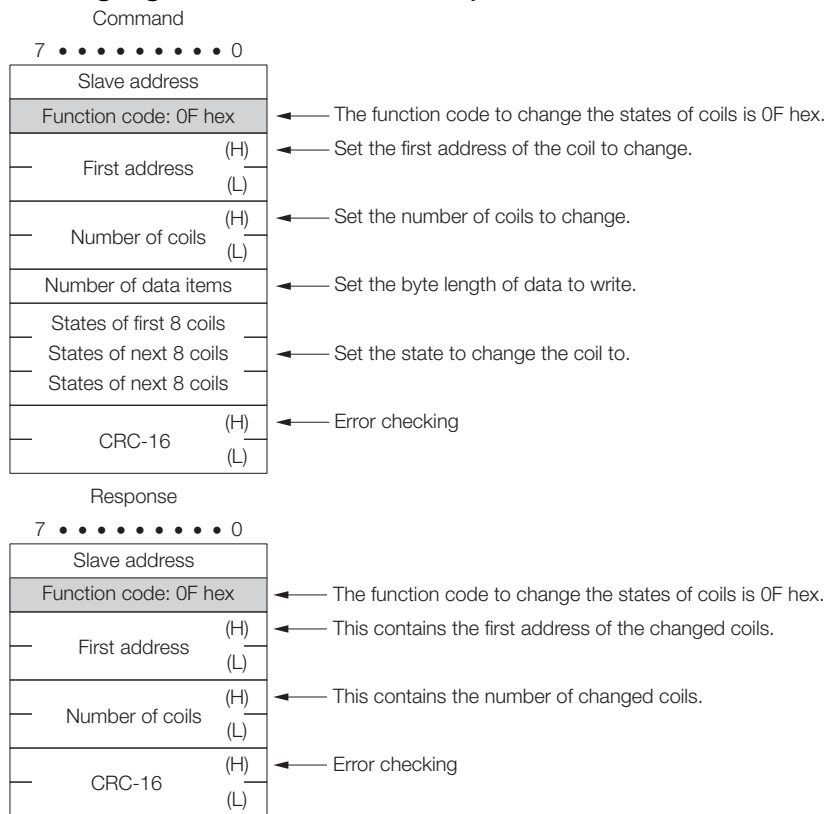 Command
7 • • • • • • • • • 0
Slave address
Function code: 0F hex
The function code to change the states of coils is 0F hex.
First address
(H)
(L)
Set the first address of the coil to change.
Number of coils
(H)
(L)
Set the number of coils to change.
Number of data items
Set the byte length of data to write.
States of first 8 coils
States of next 8 coils
Set the state to change the coil to.
States of next 8 coils
CRC-16
(H)
(L)
Error checking
Response
7 • • • • • • • • • 0
Slave address
Function code: 0F hex
The function code to change the states of coils is 0F hex.
First address
(H)
(L)
This contains the first address of the changed coils.
Number of coils
(H)
(L)
This contains the number of changed coils.
CRC-16
(H)
(L)
Error checking